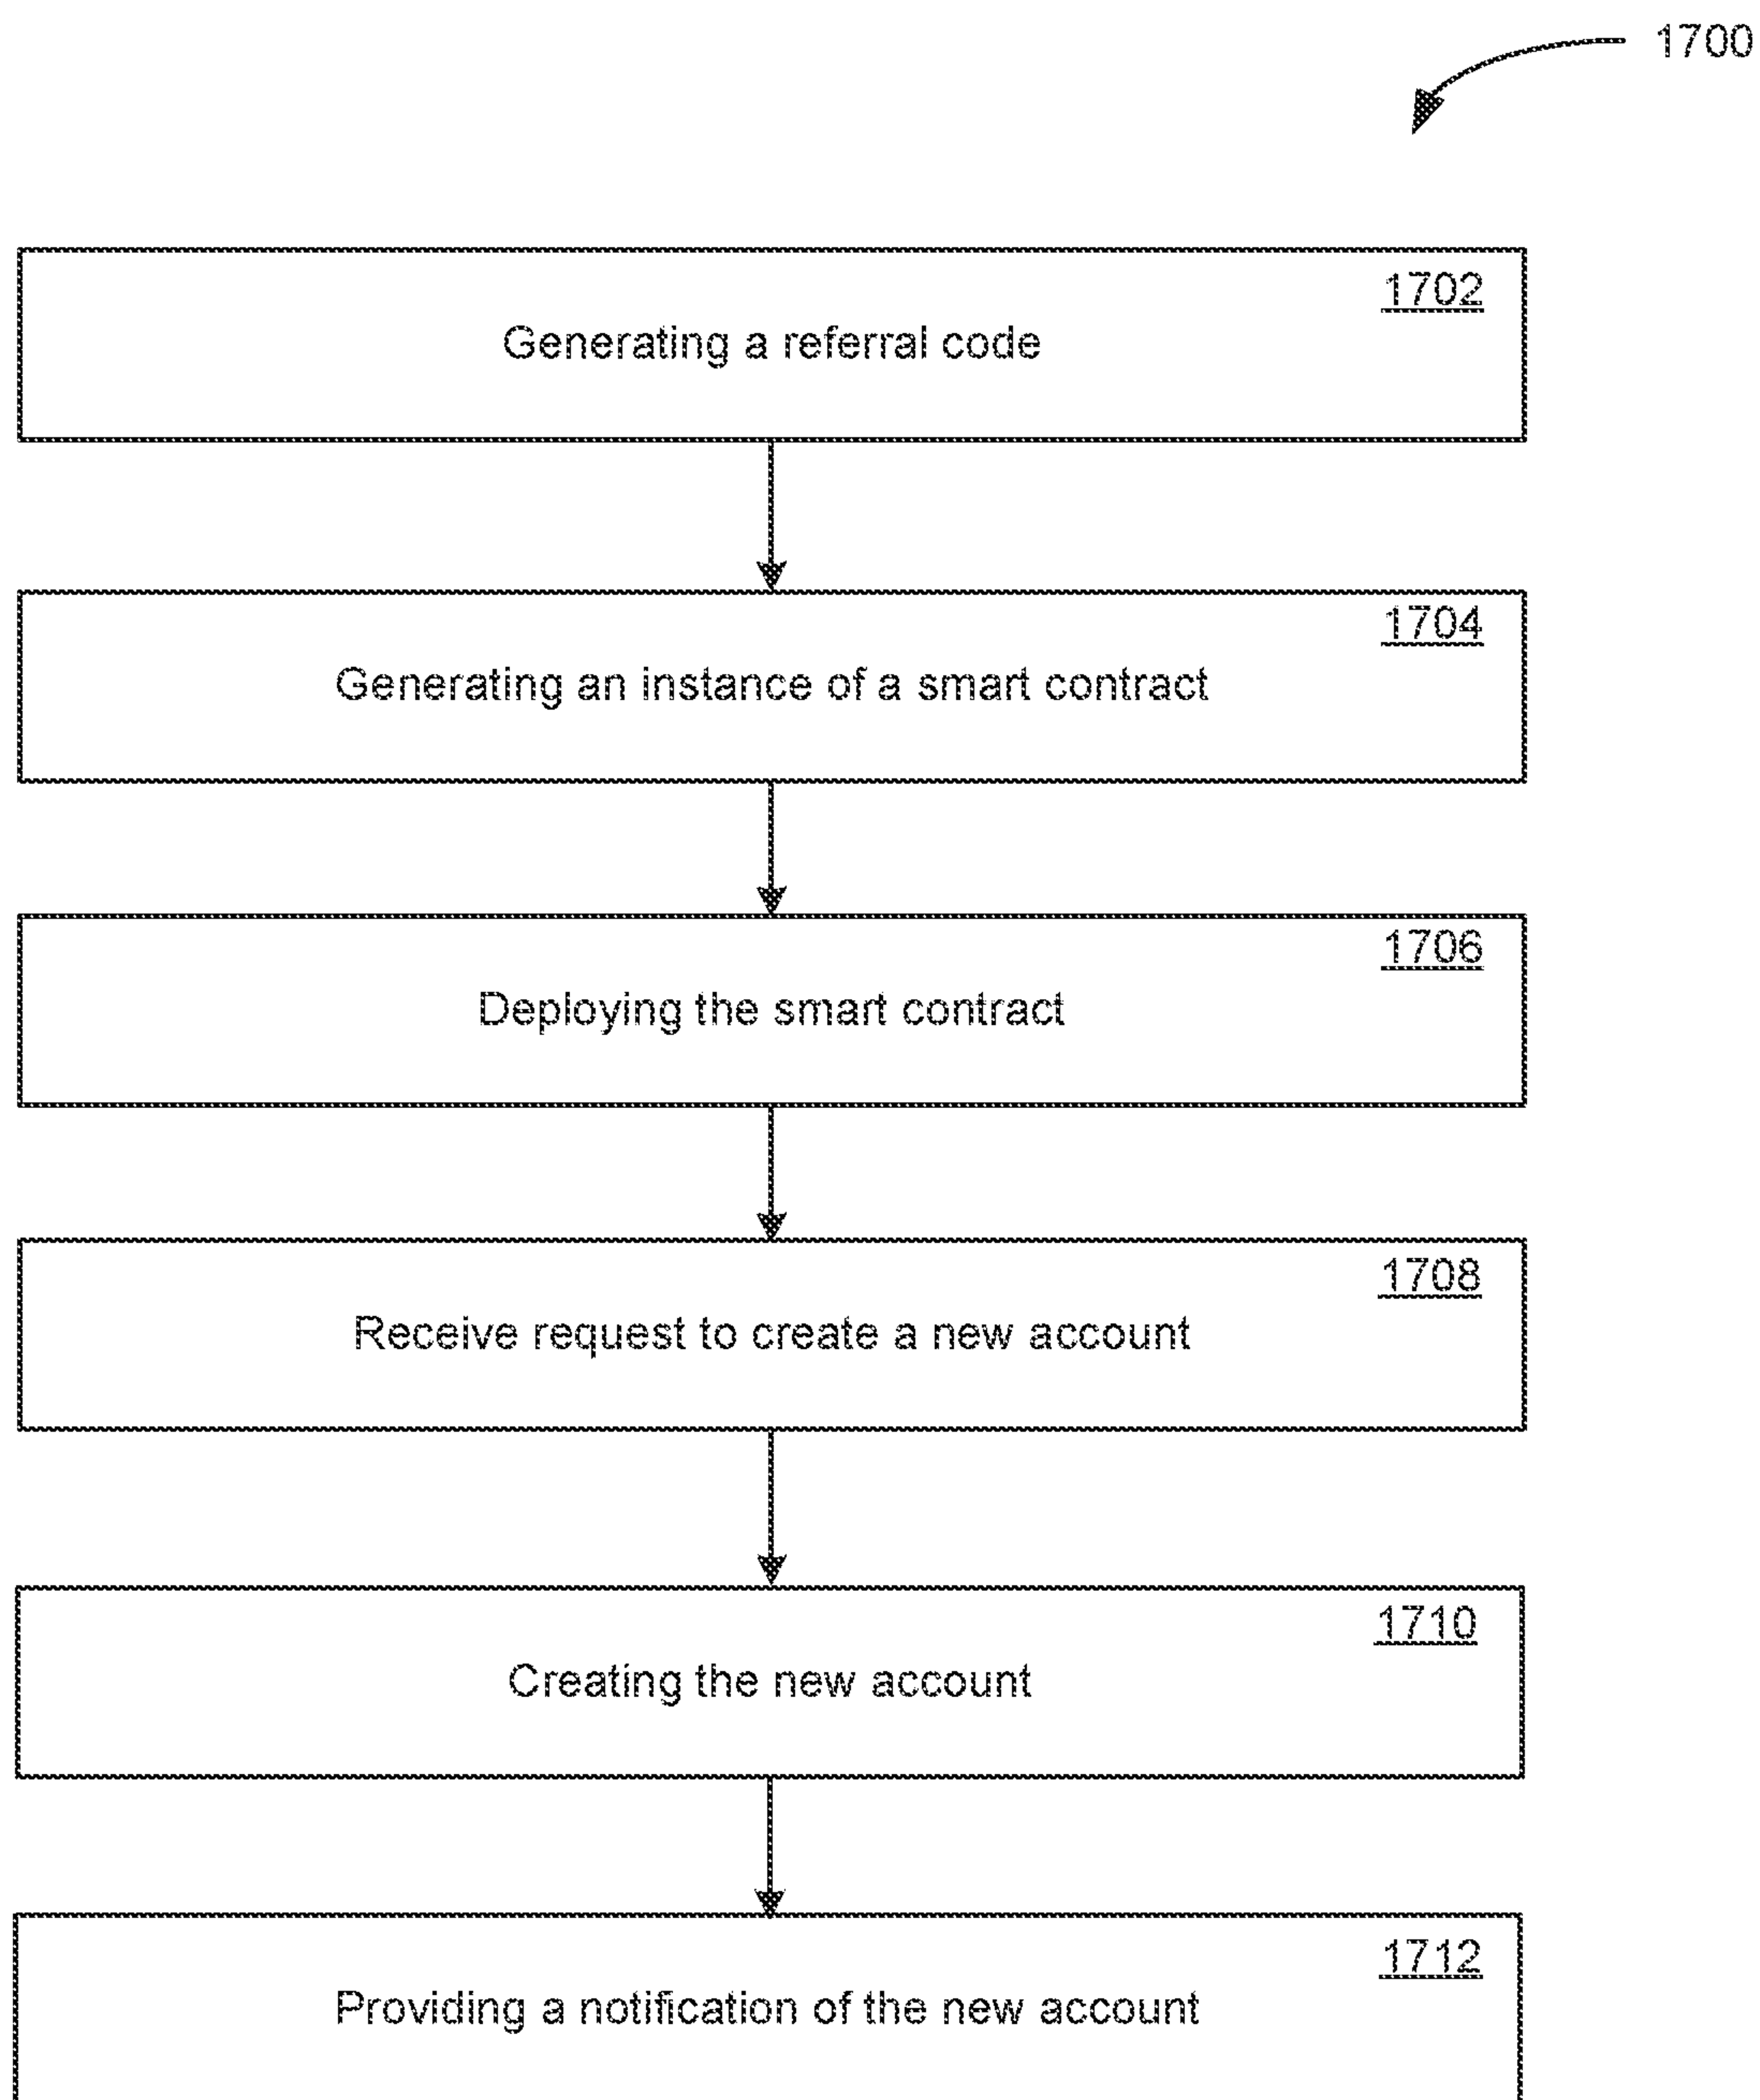 1700
1702
Generating a referral code
1704
Generating an instance of a smart contract
1706
Deploying the smart contract
1708
Receive request to create a new account
1710
Creating the new account
1712
Providing a notification of the new account